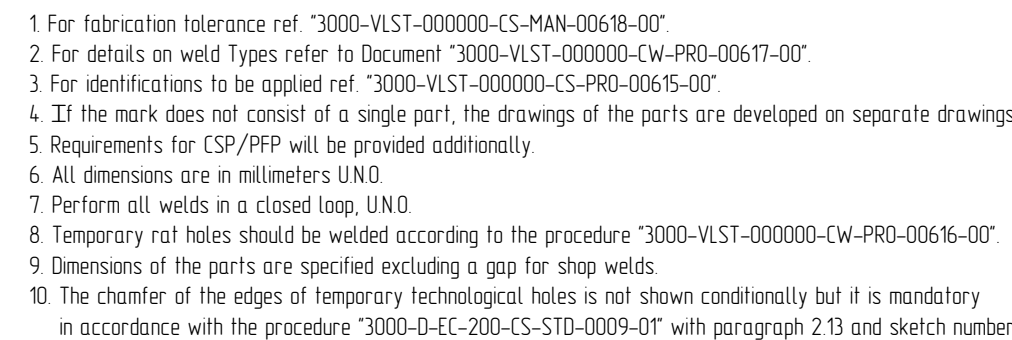 1. For fabrication tolerance ref. "3000-VLST-000000-CS-MAN-00618-00".
2. For details on weld Types refer to Document "3000-VLST-000000-CW-PRO-00617-00".
3. For identifications to be applied ref. "3000-VLST-000000-CS-PRO-00615-00".
4. If the mark does not consist of a single part, the drawings of the parts are developed on separate drawings
5. Requirements for CSP/PFP will be provided additionally.
6. All dimensions are in millimeters U.N.O.
7. Perform all welds in a closed loop, U.N.O.
8. Temporary rat holes should be welded according to the procedure "3000-VLST-000000-CW-PRO-00616-00".
9. Dimensions of the parts are specified excluding a gap for shop welds.
10. The chamfer of the edges of temporary technological holes is not shown conditionally but it is mandatory
in accordance with the procedure "3000-D-EC-200-CS-STD-0009-01" with paragraph 2.13 and sketch number